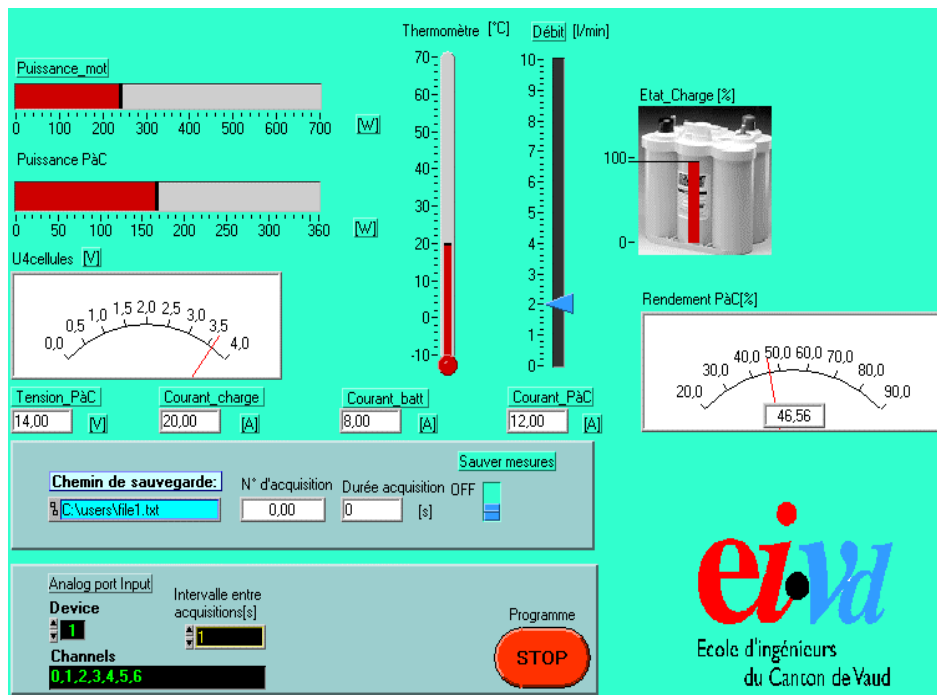 Thermomètre [°C]
Débit [l/min]
Puissance_mot
0 100 200 300 400 500 600 700 [W]
Puissance PàC
0 50 100 150 200 250 300 360 [W]
U4cellules [V]
0,0 0,5 1,0 1,5 2,0 2,5 3,0 3,5 4,0
70
60
50
40
30
20
10
0
-10
10
9
8
7
6
5
4
3
2
1
0
Etat_Charge [%]
100
0
Rendement PàC[%]
20,0 30,0 40,0 50,0 60,0 70,0 80,0 90,0
46,56
Tension_PàC
14,00 [V]
Courant_charge
20,00 [A]
Courant_batt
8,00 [A]
Courant_PàC
12,00 [A]
Sauver mesures
OFF
Chemin de sauvegarde:
C:\users\file1.txt
N° d'acquisition
0,00
Durée acquisition
0 [s]
Analog port Input
Device
1
Channels
0,1,2,3,4,5,6
Intervalle entre
acquisitions[s]
1
Programme
STOP
eivd
Ecole d'ingénieurs
du Canton de Vaud